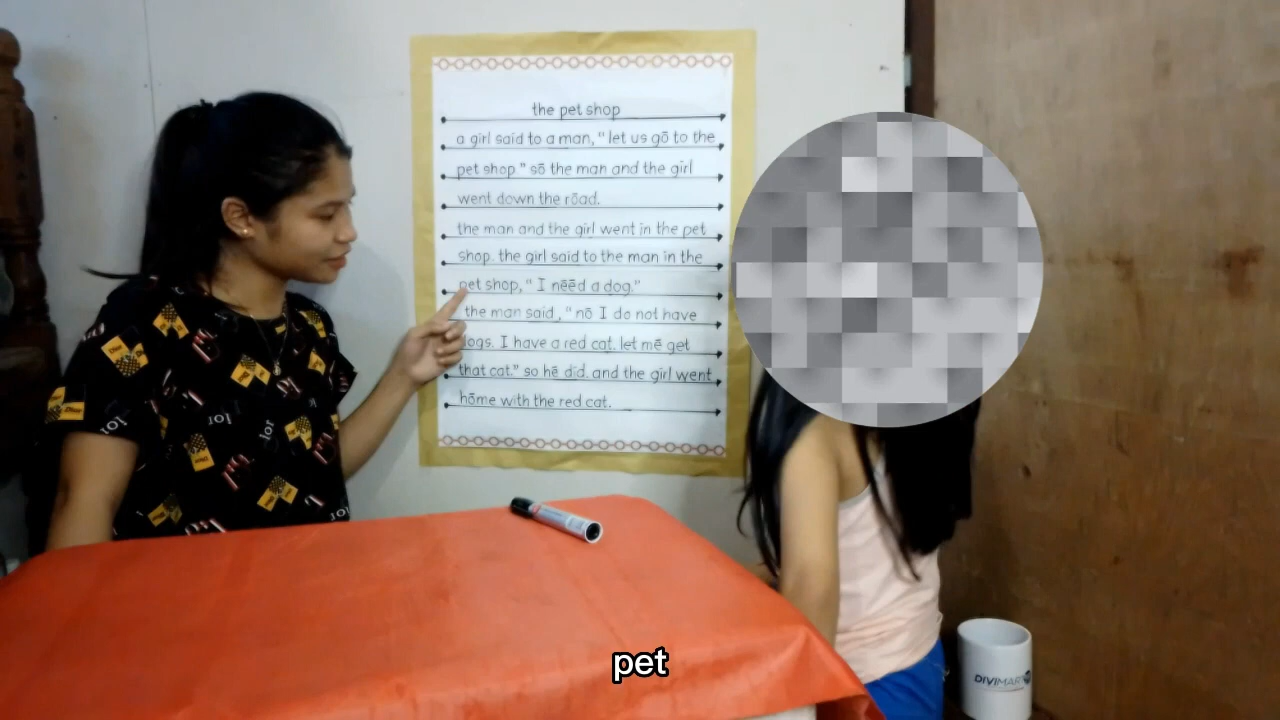 the pet shop
a girl said to a man, "let us gō to the
pet shop." sō the man and the girl
went down the rōad.
the man and the girl went in the pet
shop. the girl said to the man in the
pet shop, "I nēēd a dog."
the man said, "nō I do not have
dogs. I have a red cat. let mē get
that cat." so hē did. and the girl went
hōme with the red cat.
DIVIMART
pet